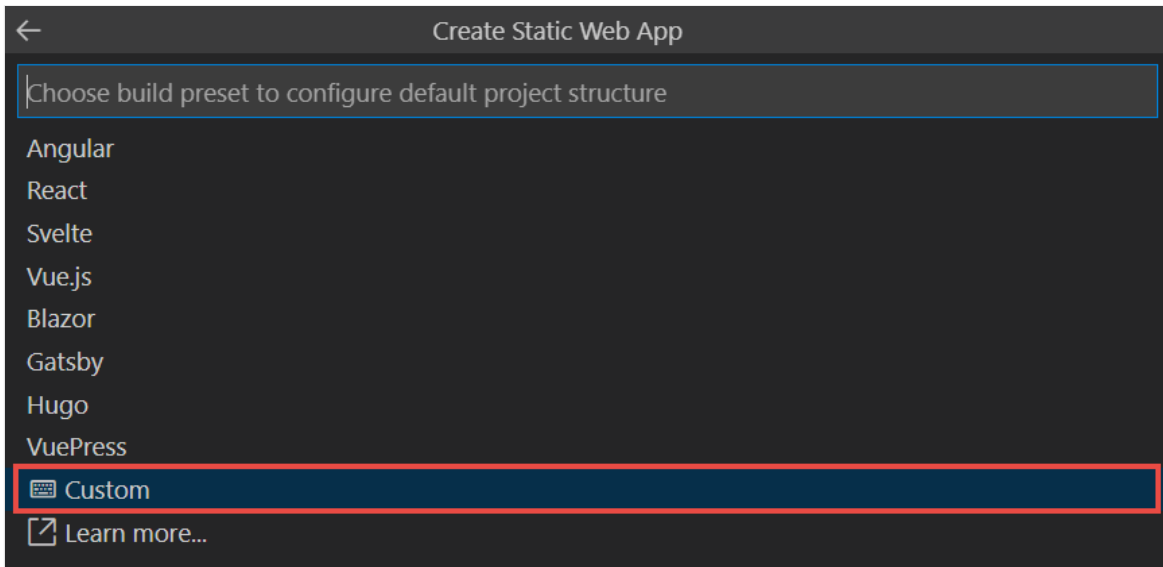 Create Static Web App
Choose build preset to configure default project structure
Angular
React
Svelte
Vue.js
Blazor
Gatsby
Hugo
VuePress
Custom
Learn more...